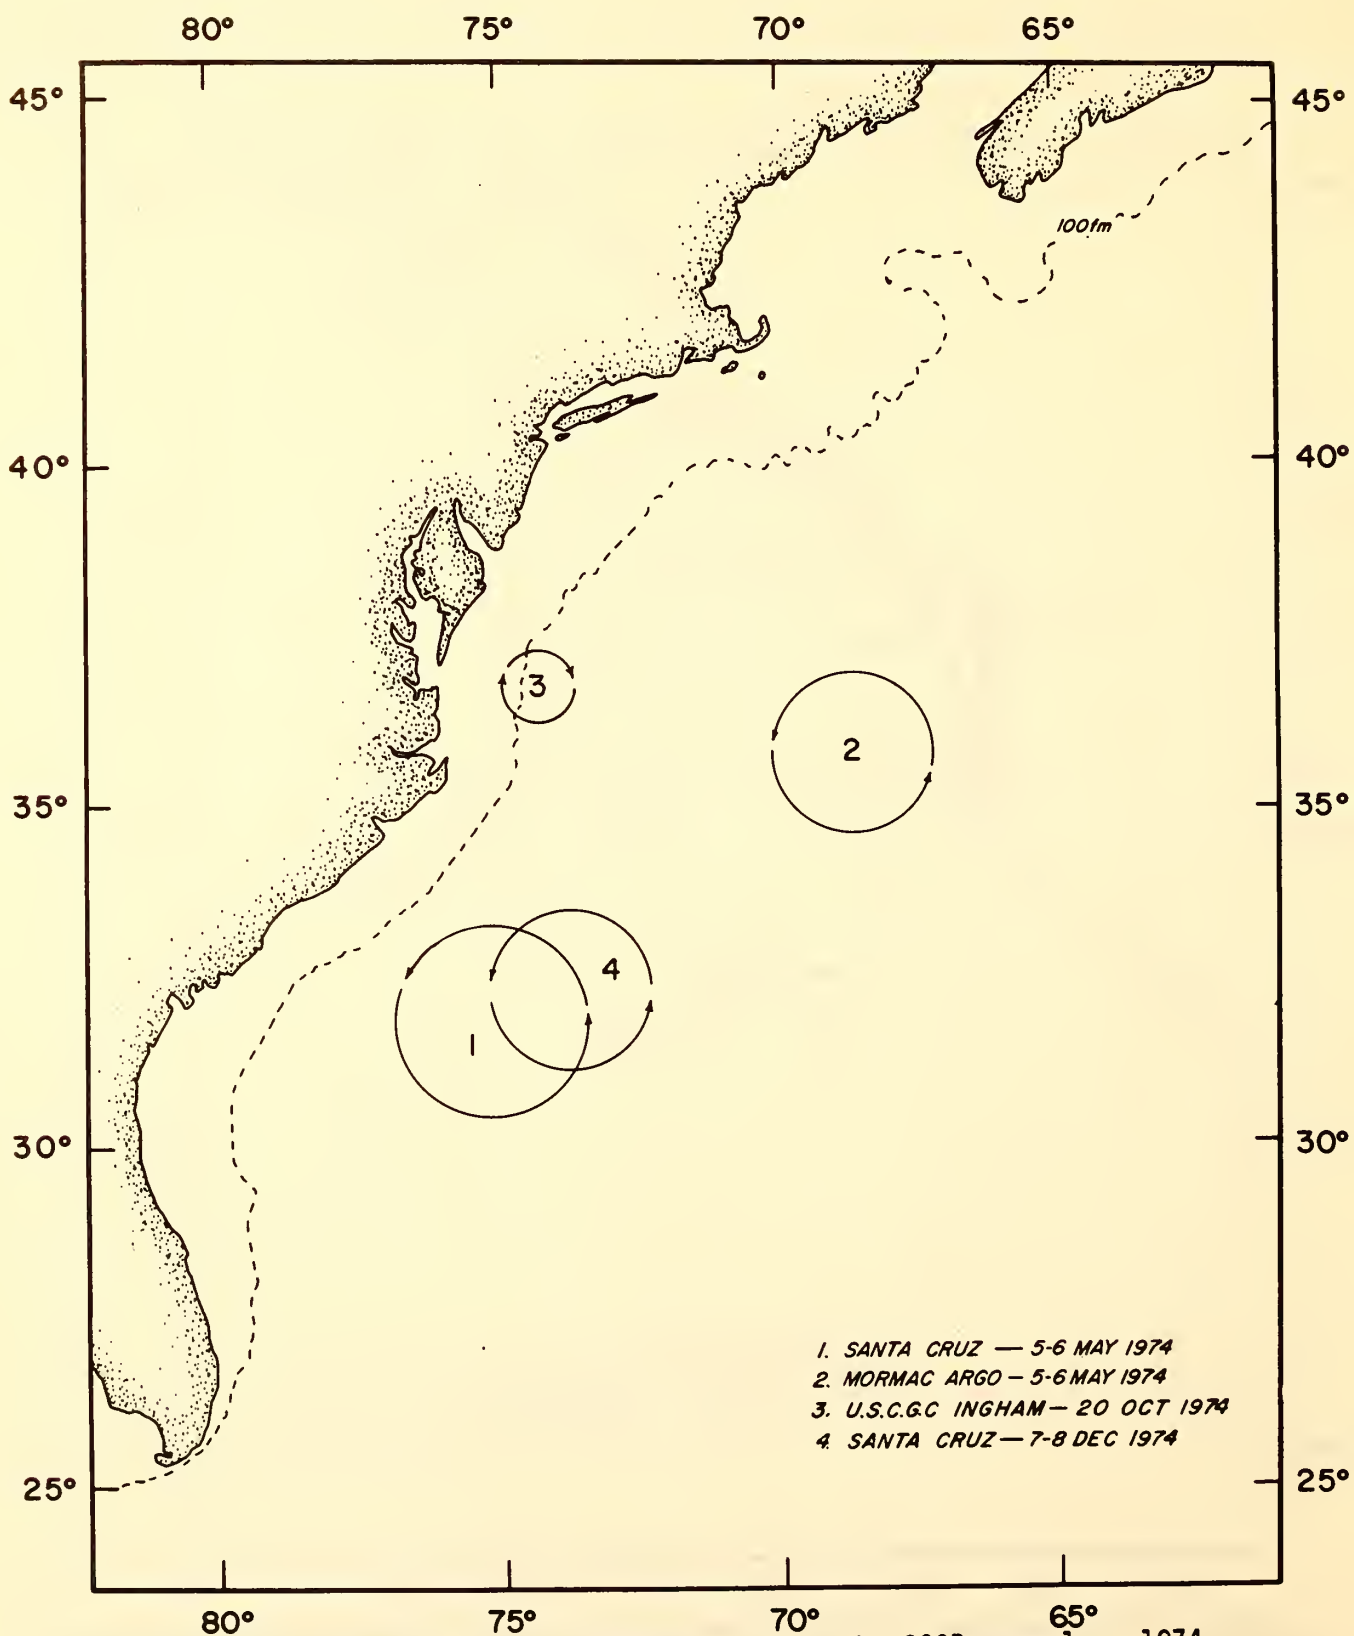 80° 75° 70° 65°
45° 45°
100fm
40° 40°
3
2
35° 35°
4
1
30° 30°
1. SANTA CRUZ — 5-6 MAY 1974
2. MORMAC ARGO — 5-6 MAY 1974
3. U.S.C.G.C INGHAM — 20 OCT 1974
4. SANTA CRUZ — 7-8 DEC 1974
25° 25°
80° 75° 70° 65°
1974